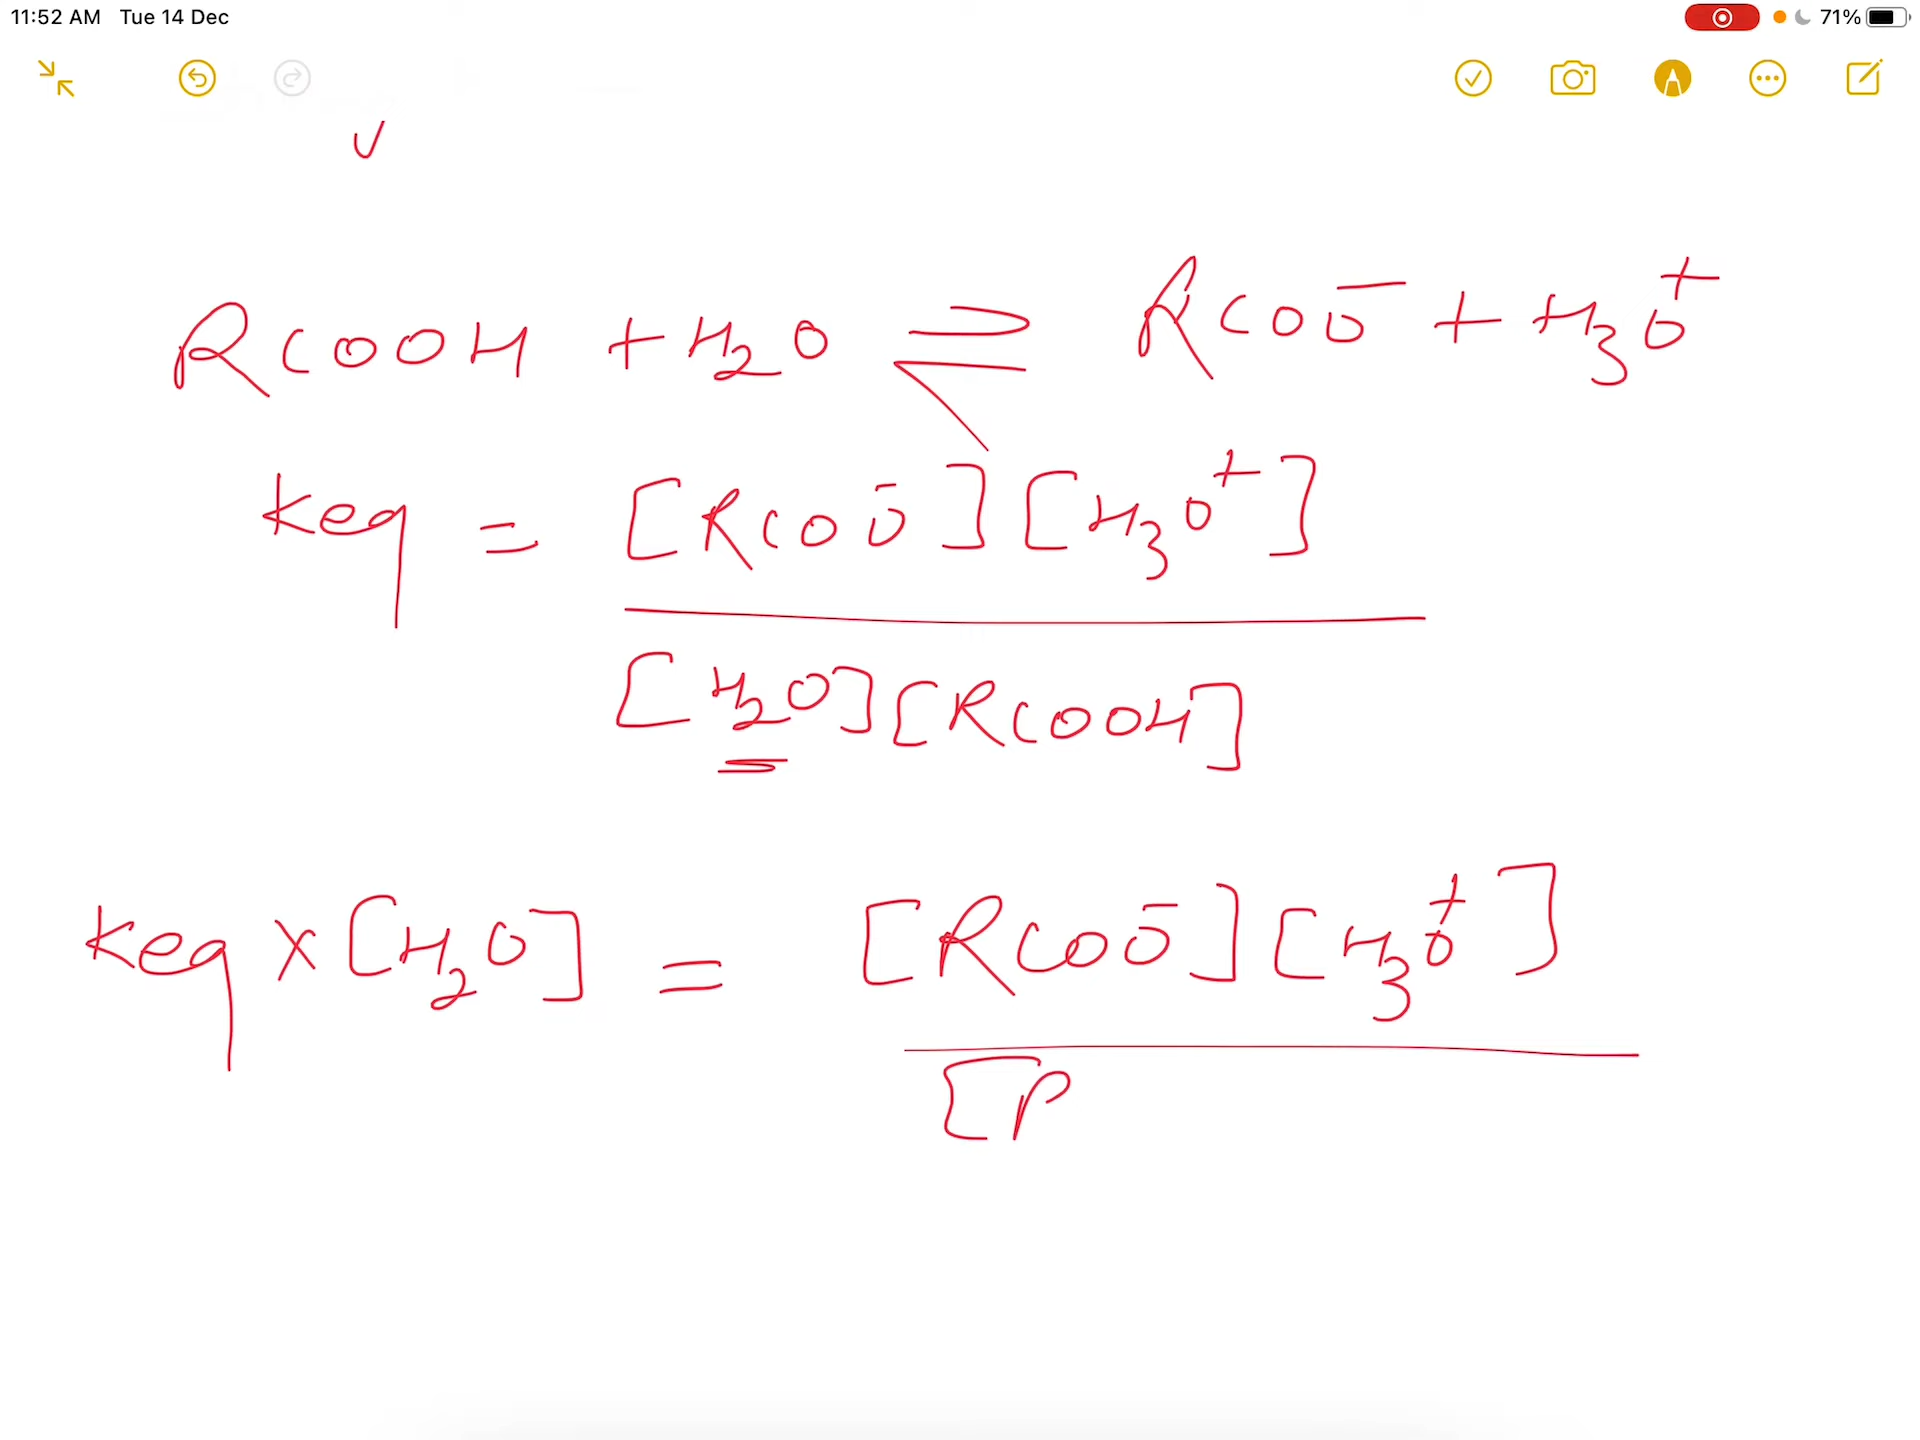 11:52 AM Tue 14 Dec 71%
RCOOH + H₂O ⇌ RCOO⁻ + H₃O⁺
Keq = [RCOO⁻][H₃O⁺]
[H₂O][RCOOH]
Keq × [H₂O] = [RCOO⁻][H₃O⁺]
[R